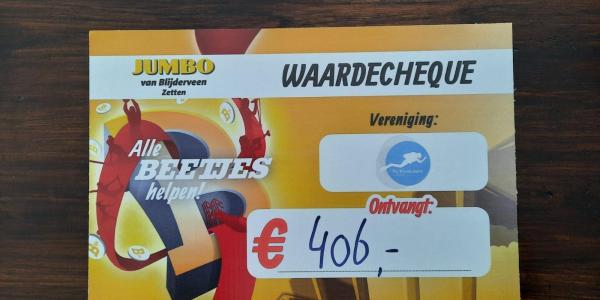 JUMBO
van Blijderveen
Zetten
WAARDECHEQUE
Vereniging:
Alle
BEETJES
helpen!
Ontvangt:
€ 406,-